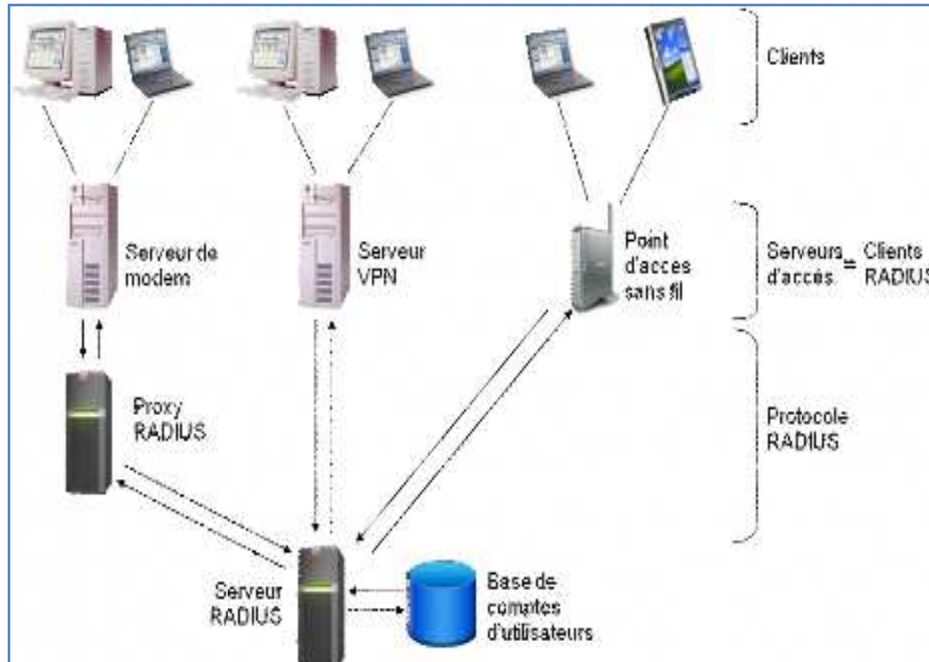 Clients
Serveur de
modem
Serveur
VPN
Point
d'accès
sans fil
Serveurs = Clients
d'accès RADIUS
Proxy
RADIUS
Protocole
RADIUS
Serveur
RADIUS
Base de
comptes
d'utilisateurs